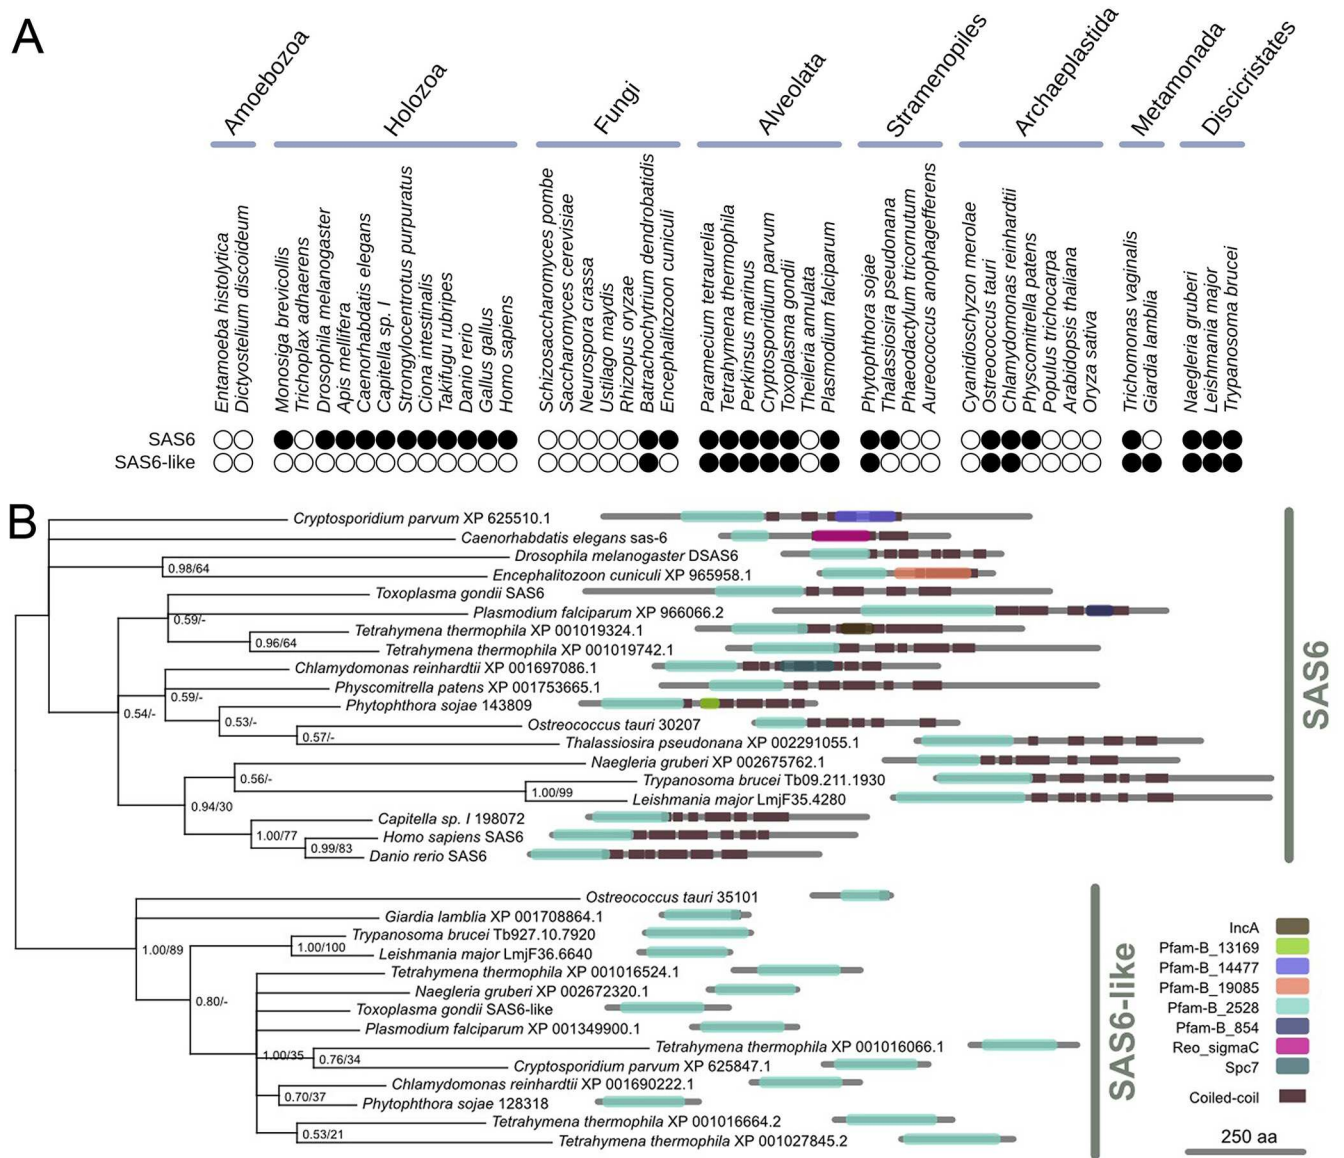 A
Amoebozoa
Holozoa
Fungi
Alveolata
Stramenopiles
Archaeplastida
Metamonada
Discicristates
Entamoeba histolytica
Dictyostelium discoideum
Monosiga brevicollis
Trichoplax adhaerens
Drosophila melanogaster
Apis mellifera
Caenorhabdatis elegans
Capitella sp. I
Strongylocentrotus purpuratus
Ciona intestinalis
Takifugu rubripes
Danio rerio
Gallus gallus
Homo sapiens
Schizosaccharomyces pombe
Saccharomyces cerevisiae
Neurospora crassa
Ustilago maydis
Rhizopus oryzae
Batrachochytrium dendrobatidis
Encephalitozoon cuniculi
Paramecium tetraurelia
Tetrahymena thermophila
Perkinsus marinus
Cryptosporidium parvum
Toxoplasma gondii
Theileria annulata
Plasmodium falciparum
Phytophthora sojae
Thalassiosira pseudonana
Phaeodactylum tricornutum
Aureococcus anophagefferens
Cyanidioschyzon merolae
Ostreococcus tauri
Chlamydomonas reinhardtii
Physcomitrella patens
Populus trichocarpa
Arabidopsis thaliana
Oryza sativa
Trichomonas vaginalis
Giardia lamblia
Naegleria gruberi
Leishmania major
Trypanosoma brucei
SAS6
SAS6-like
B
Cryptosporidium parvum XP 625510.1
Caenorhabditis elegans sas-6
Drosophila melanogaster DSAS6
0.98/64
Encephalitozoon cuniculi XP 965958.1
Toxoplasma gondii SAS6
Plasmodium falciparum XP 966066.2
0.59/-
Tetrahymena thermophila XP 001019324.1
0.96/64
Tetrahymena thermophila XP 001019742.1
Chlamydomonas reinhardtii XP 001697086.1
Physcomitrella patens XP 001753665.1
0.59/-
Phytophthora sojae 143809
0.54/-
0.53/-
Ostreococcus tauri 30207
0.57/-
Thalassiosira pseudonana XP 002291055.1
Naegleria gruberi XP 002675762.1
0.56/-
Trypanosoma brucei Tb09.211.1930
1.00/99
Leishmania major LmjF35.4280
0.94/30
Capitella sp. I 198072
1.00/77
Homo sapiens SAS6
0.99/83
Danio rerio SAS6
SAS6
Ostreococcus tauri 35101
Giardia lamblia XP 001708864.1
Trypanosoma brucei Tb927.10.7920
1.00/89
1.00/100
Leishmania major LmjF36.6640
Tetrahymena thermophila XP 001016524.1
Naegleria gruberi XP 002672320.1
0.80/-
Toxoplasma gondii SAS6-like
Plasmodium falciparum XP 001349900.1
Tetrahymena thermophila XP 001016066.1
1.00/35
0.76/34
Cryptosporidium parvum XP 625847.1
Chlamydomonas reinhardtii XP 001690222.1
0.70/37
Phytophthora sojae 128318
Tetrahymena thermophila XP 001016664.2
0.53/21
Tetrahymena thermophila XP 001027845.2
SAS6-like
IncA
Pfam-B_13169
Pfam-B_14477
Pfam-B_19085
Pfam-B_2528
Pfam-B_854
Reo_sigmaC
Spc7
Coiled-coil
250 aa